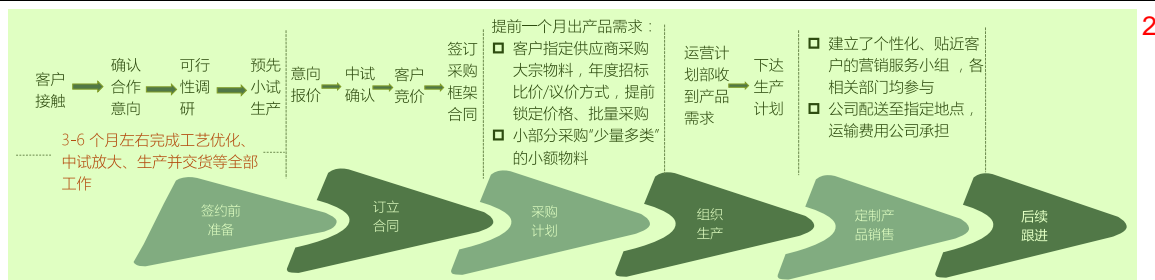 2
客户
接触
确认
合作
意向
可行
性调
研
预先
小试
生产
3-6 个月左右完成工艺优化、
中试放大、生产并交货等全部
工作
意向
报价
中试
确认
客户
竞价
签订
采购
框架
合同
提前一个月出产品需求：
客户指定供应商采购
大宗物料，年度招标
比价/议价方式，提前
锁定价格、批量采购
小部分采购“少量多类”
的小额物料
运营计
划部收
到产品
需求
下达
生产
计划
建立了个性化、贴近客
户的营销服务小组 ，各
相关部门均参与
公司配送至指定地点，
运输费用公司承担
签约前
准备
订立
合同
采购
计划
组织
生产
定制产
品销售
后续
跟进